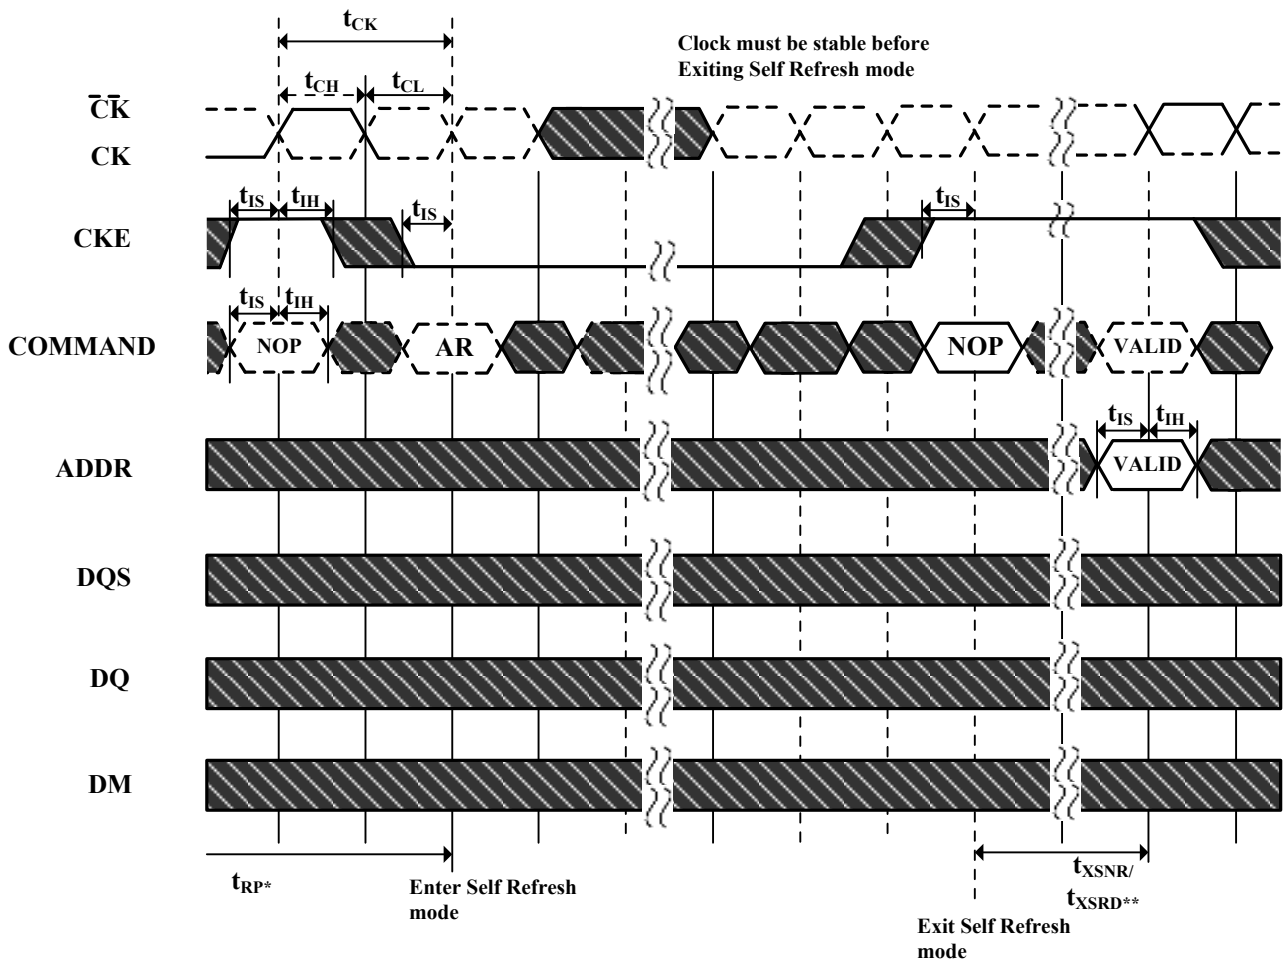 tCK
Clock must be stable before
Exiting Self Refresh mode
tCH
tCL
CK
CK
tIS
tIH
tIS
tIS
CKE
tIS
tIH
COMMAND
NOP
AR
NOP
VALID
tIS
tIH
ADDR
VALID
DQS
DQ
DM
tRP*
Enter Self Refresh
mode
tXSNR/
tXSRD**
Exit Self Refresh
mode